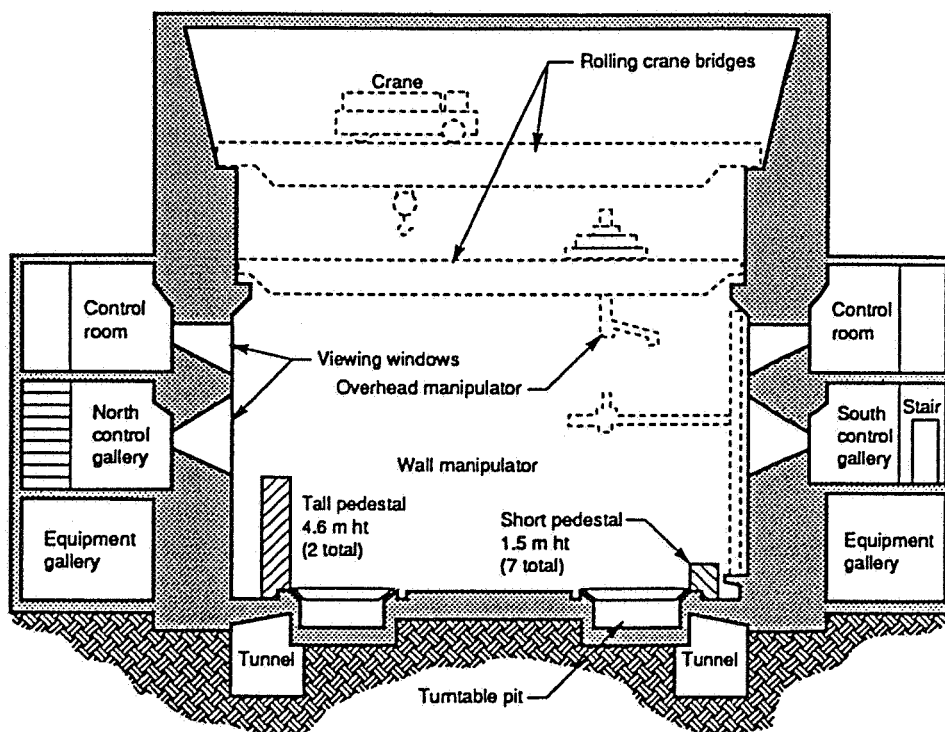 Rolling crane bridges
Crane
Control
room
Control
room
Viewing windows
Overhead manipulator
North
control
gallery
South
control
gallery
Stair
Wall manipulator
Tall pedestal
4.6 m ht
(2 total)
Short pedestal
1.5 m ht
(7 total)
Equipment
gallery
Equipment
gallery
Tunnel
Tunnel
Turntable pit